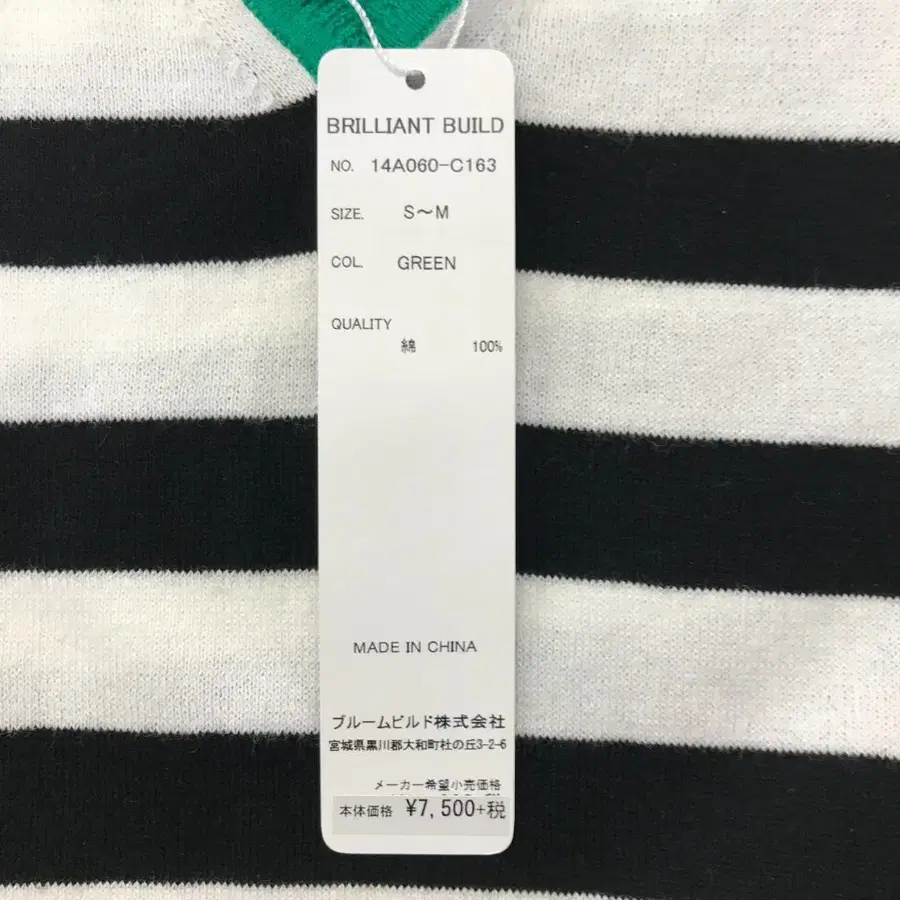 BRILLIANT BUILD
NO. 14A060-C163
SIZE. S～M
COL. GREEN
QUALITY
綿 100%
MADE IN CHINA
ブルームビルド株式会社
宮城県黒川郡大和町杜の丘3-2-6
メーカー希望小売価格
本体価格 ¥7,500+税